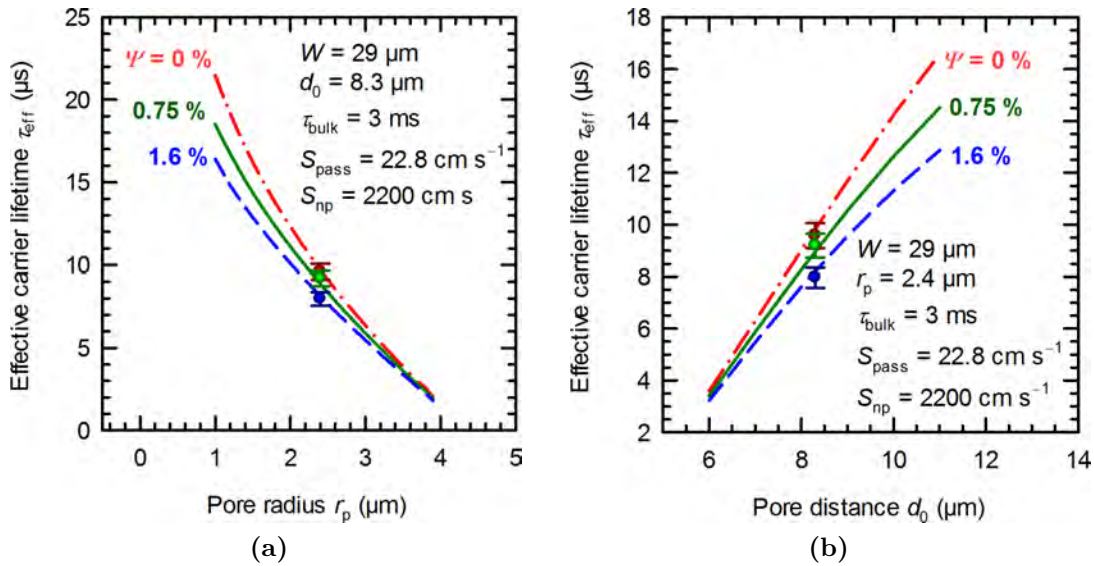 Effective carrier lifetime τeff (µs)
25
20
15
10
5
0
Ψ = 0 %
0.75 %
1.6 %
W = 29 µm
d0 = 8.3 µm
τbulk = 3 ms
Spass = 22.8 cm s−1
Snp = 2200 cm s
0 1 2 3 4 5
Pore radius rp (µm)
(a)
Effective carrier lifetime τeff (µs)
18
16
14
12
10
8
6
4
2
Ψ = 0 %
0.75 %
1.6 %
W = 29 µm
rp = 2.4 µm
τbulk = 3 ms
Spass = 22.8 cm s−1
Snp = 2200 cm s−1
6 8 10 12 14
Pore distance d0 (µm)
(b)